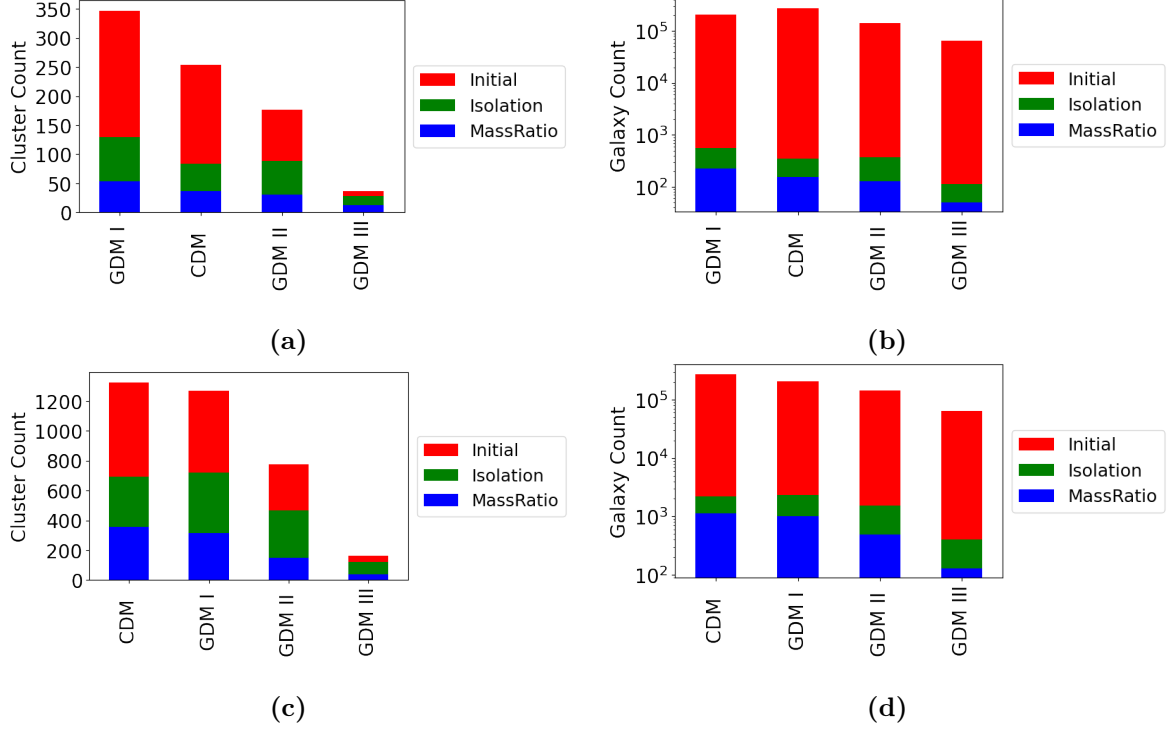 350
300
250
200
150
100
50
0
Cluster Count
GDM I
CDM
GDM II
GDM III
Initial
Isolation
MassRatio
(a)
10^5
10^4
10^3
10^2
Galaxy Count
GDM I
CDM
GDM II
GDM III
Initial
Isolation
MassRatio
(b)
1200
1000
800
600
400
200
0
Cluster Count
CDM
GDM I
GDM II
GDM III
Initial
Isolation
MassRatio
(c)
10^5
10^4
10^3
10^2
Galaxy Count
CDM
GDM I
GDM II
GDM III
Initial
Isolation
MassRatio
(d)